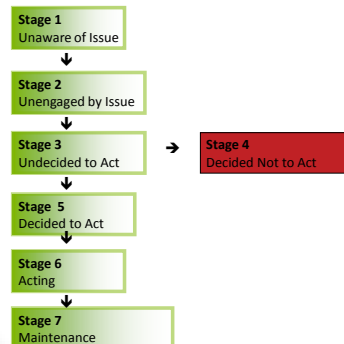 Stage 1
Unaware of Issue
Stage 2
Unengaged by Issue
Stage 3
Undecided to Act
Stage 4
Decided Not to Act
Stage 5
Decided to Act
Stage 6
Acting
Stage 7
Maintenance